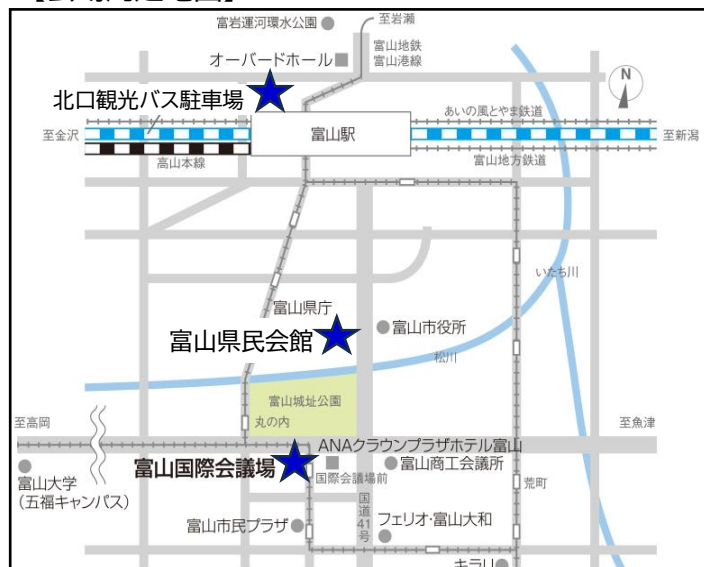 富岩運河環水公園
至岩瀬
オーバードホール
富山地鉄
富山港線
N
北口観光バス駐車場
あいの風とやま鉄道
至金沢
富山駅
至新潟
高山本線
富山地方鉄道
いたち川
富山県庁
富山市役所
富山県民会館
松川
富山城址公園
至高岡
丸の内
至魚津
ANAクラウンプラザホテル富山
富山国際会議場
富山商工会議所
国際会議場前
富山大学
(五福キャンパス)
荒町
国道41号
富山市民プラザ
フェリオ・富山大和
キラリ